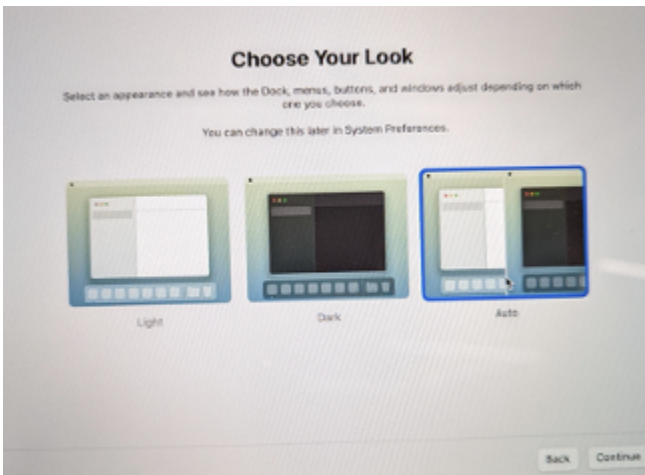 Choose Your Look
Select an appearance and see how the Dock, menus, buttons, and windows adjust depending on which
one you choose.
You can change this later in System Preferences.
Light
Dark
Auto
Back
Continue